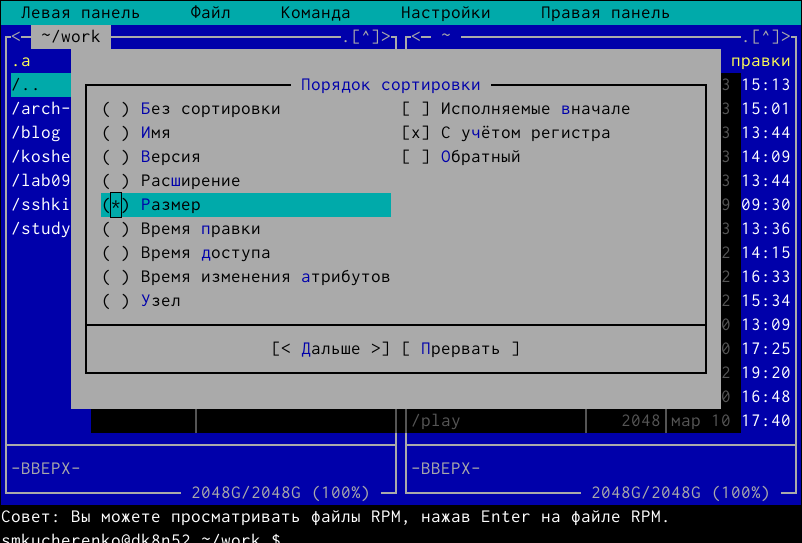 Левая панель Файл Команда Настройки Правая панель
<- ~/work .[^]> <- ~ .[^]>
.а правки
/.. 3 15:13
/arch- 3 15:01
/blog 3 13:44
/koshe 3 14:09
/lab09 3 13:44
/sshki 9 09:30
/study 3 13:36
2 14:15
2 16:33
2 15:34
0 13:09
0 17:25
2 19:20
0 16:48
/play 2048 мар 10 17:40
Порядок сортировки
( ) Без сортировки [ ] Исполняемые вначале
( ) Имя [x] С учётом регистра
( ) Версия [ ] Обратный
( ) Расширение
(*) Размер
( ) Время правки
( ) Время доступа
( ) Время изменения атрибутов
( ) Узел
[< Дальше >] [ Прервать ]
-ВВЕРХ- -ВВЕРХ-
2048G/2048G (100%) 2048G/2048G (100%)
Совет: Вы можете просматривать файлы RPM, нажав Enter на файле RPM.
smkucherenko@dk8n52 ~/work $